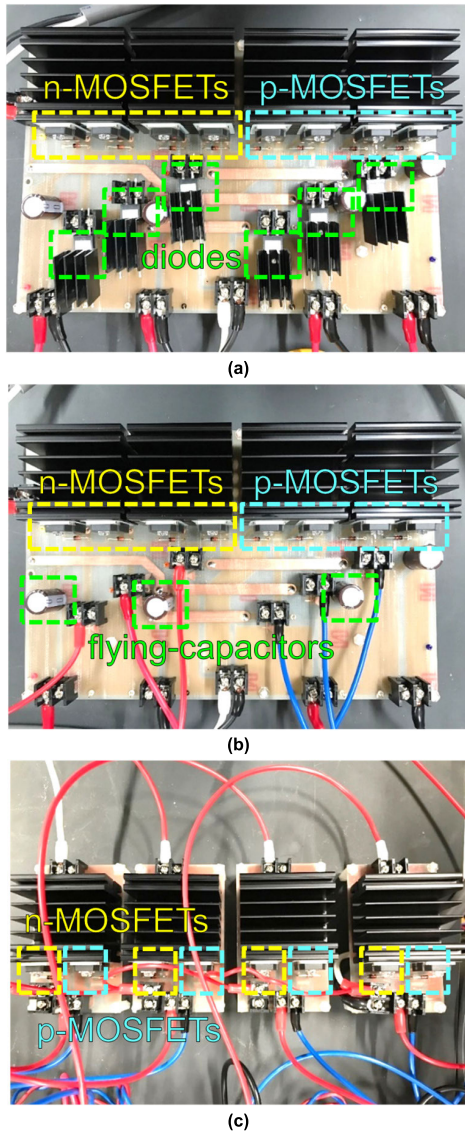 n-MOSFETs p-MOSFETs
diodes
(a)
n-MOSFETs p-MOSFETs
flying-capacitors
(b)
n-MOSFETs
p-MOSFETs
(c)